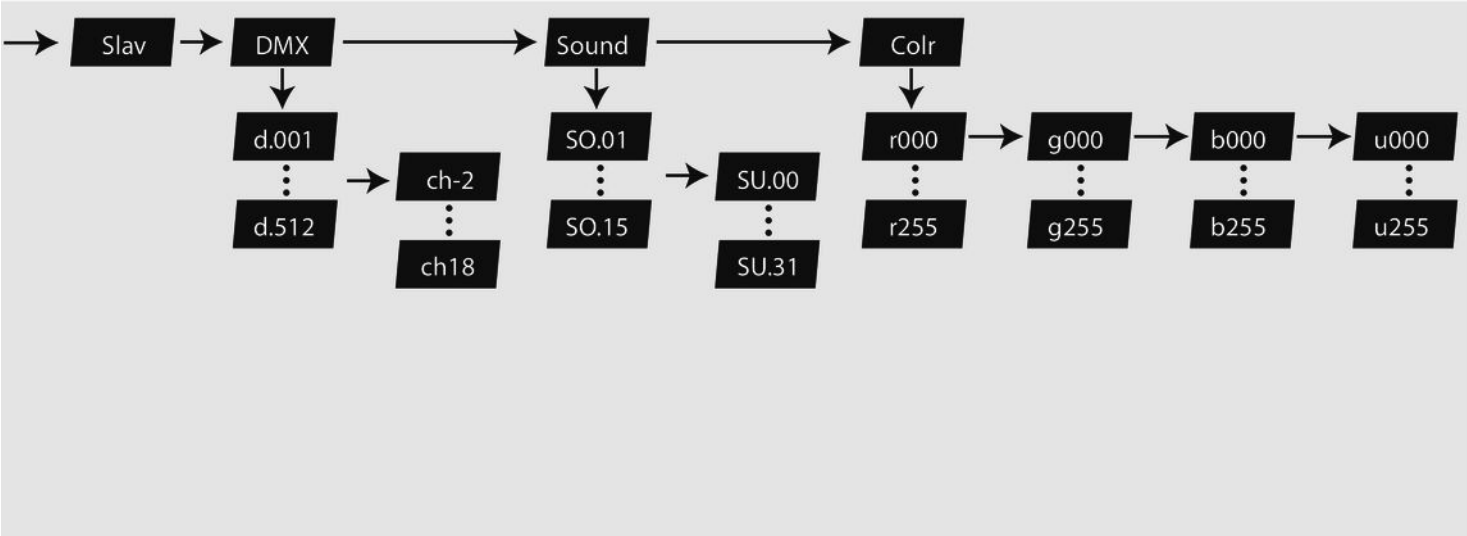 Slav DMX Sound Colr
d.001 SO.01 r000 g000 b000 u000
ch-2 SU.00
d.512 SO.15 r255 g255 b255 u255
ch18 SU.31